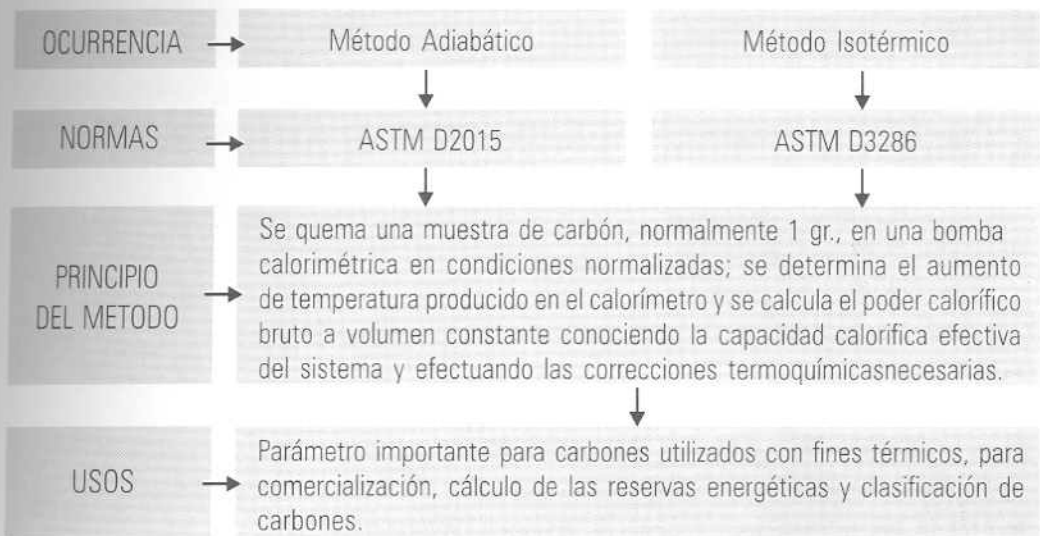 OCURRENCIA
Método Adiabático
Método Isotérmico
NORMAS
ASTM D2015
ASTM D3286
PRINCIPIO
DEL METODO
Se quema una muestra de carbón, normalmente 1 gr., en una bomba
calorimétrica en condiciones normalizadas; se determina el aumento
de temperatura producido en el calorímetro y se calcula el poder calorífico
bruto a volumen constante conociendo la capacidad calorifica efectiva
del sistema y efectuando las correcciones termoquímicasnecesarias.
USOS
Parámetro importante para carbones utilizados con fines térmicos, para
comercialización, cálculo de las reservas energéticas y clasificación de
carbones.